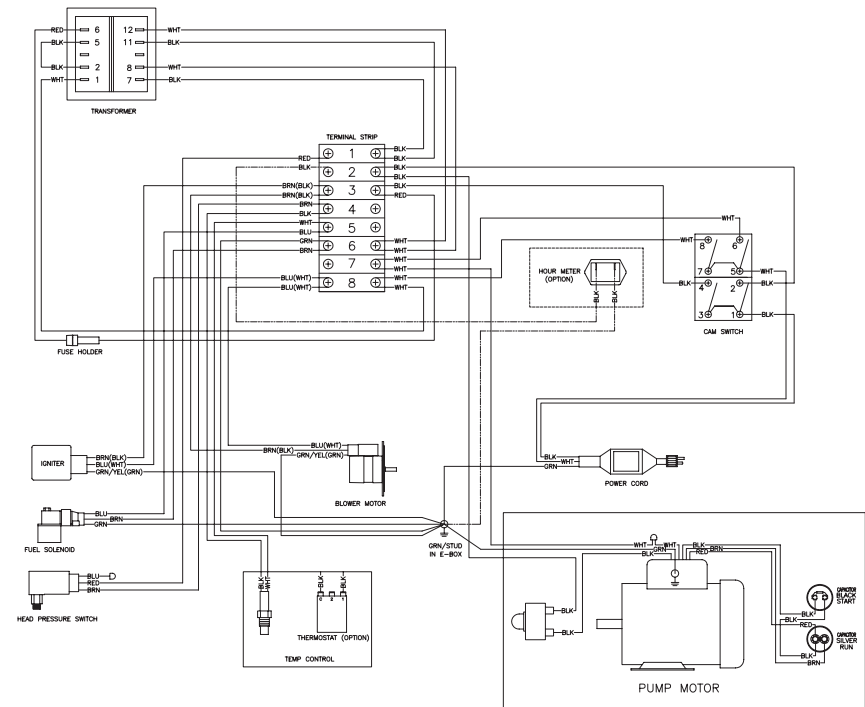 RED 6 12 WHT
BLK 5 11 BLK
BLK 2 8 WHT
WHT 1 7 BLK
TRANSFORMER
TERMINAL STRIP
1 BLK
RED BLK
BLK 2 BLK
BLK
BRN(BLK) 3 BLK
BRN(BLK) RED
BRN 4
BLK
WHT 5
BLU
GRN 6 WHT
BRN WHT
7 WHT
WHT
BLU(WHT) 8 WHT
BLU(WHT) WHT
WHT
WHT 8 6
7 5 WHT
BLK 4 2 BLK
3 1 BLK
CAM SWITCH
HOUR METER
(OPTION)
BLK
BLK
FUSE HOLDER
IGNITER
BRN(BLK)
BLU(WHT)
GRN/YEL(GRN)
BLU(WHT)
BRN(BLK)
GRN/YEL(GRN)
BLOWER MOTOR
BLK
WHT
GRN
POWER CORD
BLU
BRN
GRN
FUEL SOLENOID
GRN/STUD
IN E-BOX
BLU
RED
BRN
HEAD PRESSURE SWITCH
BLK
WHT
BLK
BLK
6 2 1
THERMOSTAT (OPTION)
TEMP CONTROL
WHT WHT
GRN
BLK
BLK
BLK
BLK
BRN
RED
BLK
BLK
RED
BLK
BRN
CAPACITOR
BLACK
START
CAPACITOR
SILVER
RUN
PUMP MOTOR